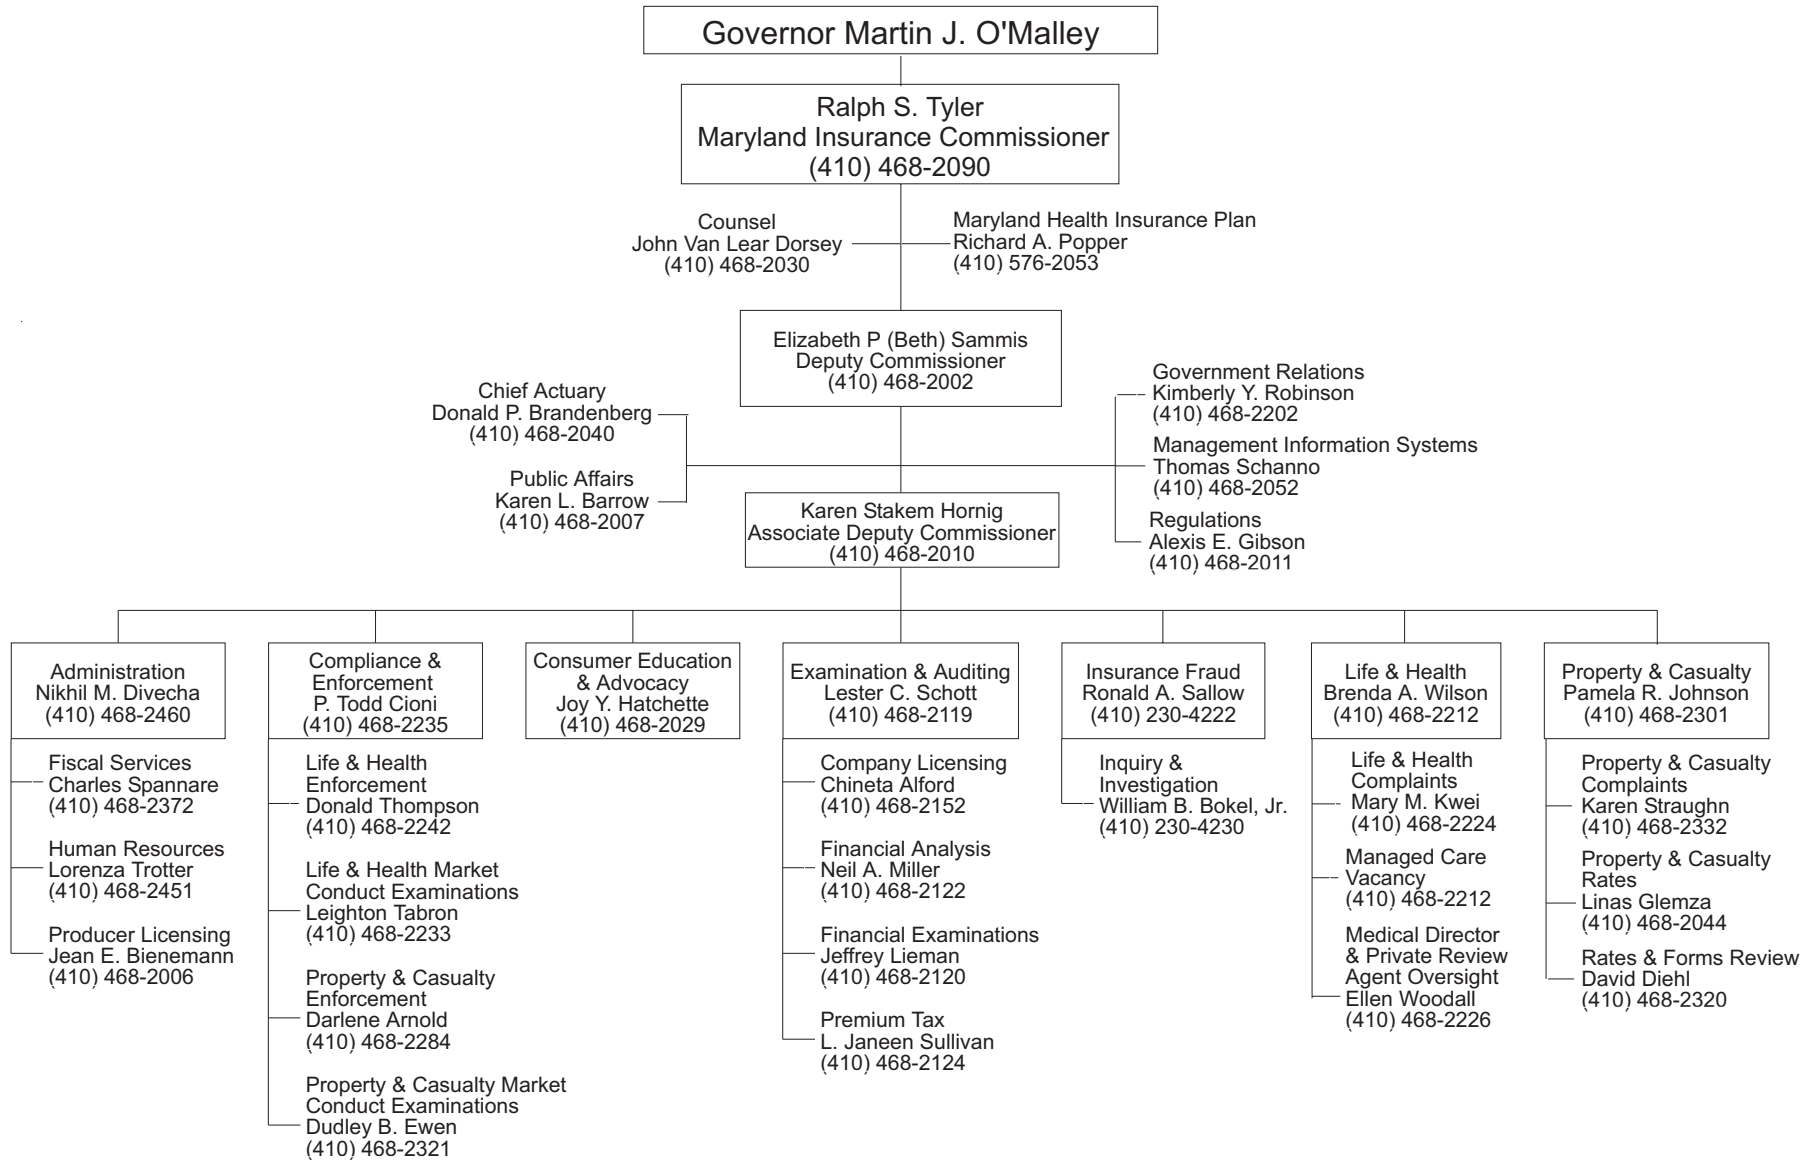 Governor Martin J. O'Malley
Ralph S. Tyler
Maryland Insurance Commissioner
(410) 468-2090
Counsel
John Van Lear Dorsey
(410) 468-2030
Maryland Health Insurance Plan
Richard A. Popper
(410) 576-2053
Elizabeth P (Beth) Sammis
Deputy Commissioner
(410) 468-2002
Chief Actuary
Donald P. Brandenberg
(410) 468-2040
Public Affairs
Karen L. Barrow
(410) 468-2007
Government Relations
Kimberly Y. Robinson
(410) 468-2202
Management Information Systems
Thomas Schanno
(410) 468-2052
Regulations
Alexis E. Gibson
(410) 468-2011
Karen Stakem Hornig
Associate Deputy Commissioner
(410) 468-2010
Administration
Nikhil M. Divecha
(410) 468-2460
Fiscal Services
Charles Spannare
(410) 468-2372
Human Resources
Lorenza Trotter
(410) 468-2451
Producer Licensing
Jean E. Bienemann
(410) 468-2006
Compliance &
Enforcement
P. Todd Cioni
(410) 468-2235
Life & Health
Enforcement
Donald Thompson
(410) 468-2242
Life & Health Market
Conduct Examinations
Leighton Tabron
(410) 468-2233
Property & Casualty
Enforcement
Darlene Arnold
(410) 468-2284
Property & Casualty Market
Conduct Examinations
Dudley B. Ewen
(410) 468-2321
Consumer Education
& Advocacy
Joy Y. Hatchette
(410) 468-2029
Examination & Auditing
Lester C. Schott
(410) 468-2119
Company Licensing
Chineta Alford
(410) 468-2152
Financial Analysis
Neil A. Miller
(410) 468-2122
Financial Examinations
Jeffrey Lieman
(410) 468-2120
Premium Tax
L. Janeen Sullivan
(410) 468-2124
Insurance Fraud
Ronald A. Sallow
(410) 230-4222
Inquiry &
Investigation
William B. Bokel, Jr.
(410) 230-4230
Life & Health
Brenda A. Wilson
(410) 468-2212
Life & Health
Complaints
Mary M. Kwei
(410) 468-2224
Managed Care
Vacancy
(410) 468-2212
Medical Director
& Private Review
Agent Oversight
Ellen Woodall
(410) 468-2226
Property & Casualty
Pamela R. Johnson
(410) 468-2301
Property & Casualty
Complaints
Karen Straughn
(410) 468-2332
Property & Casualty
Rates
Linas Glemza
(410) 468-2044
Rates & Forms Review
David Diehl
(410) 468-2320